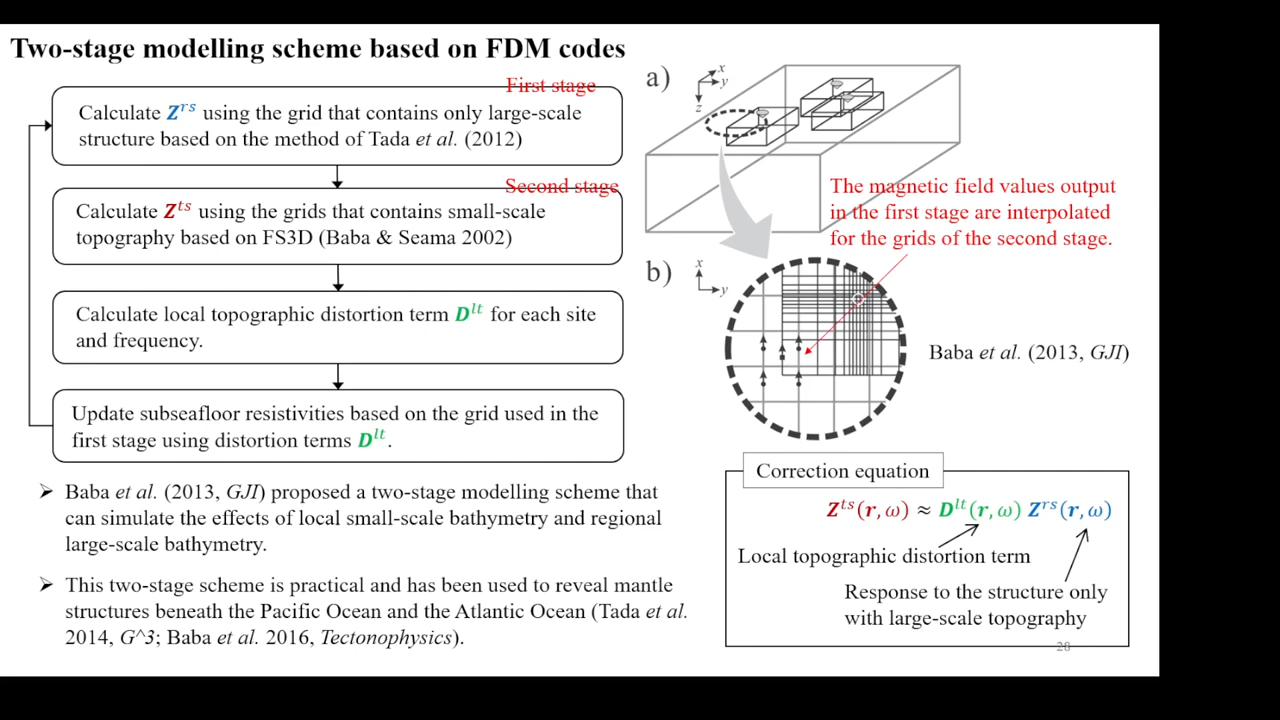 Two-stage modelling scheme based on FDM codes
First stage
Calculate Z^rs using the grid that contains only large-scale
structure based on the method of Tada et al. (2012)
Second stage
Calculate Z^ts using the grids that contains small-scale
topography based on FS3D (Baba & Seama 2002)
Calculate local topographic distortion term D^lt for each site
and frequency.
Update subseafloor resistivities based on the grid used in the
first stage using distortion terms D^lt.
➢ Baba et al. (2013, GJI) proposed a two-stage modelling scheme that
can simulate the effects of local small-scale bathymetry and regional
large-scale bathymetry.
➢ This two-stage scheme is practical and has been used to reveal mantle
structures beneath the Pacific Ocean and the Atlantic Ocean (Tada et al.
2014, G^3; Baba et al. 2016, Tectonophysics).
a)
x
y
z
The magnetic field values output
in the first stage are interpolated
for the grids of the second stage.
b)
x
y
Baba et al. (2013, GJI)
Correction equation
Z^ts(r, ω) ≈ D^lt(r, ω) Z^rs(r, ω)
Local topographic distortion term
Response to the structure only
with large-scale topography
28